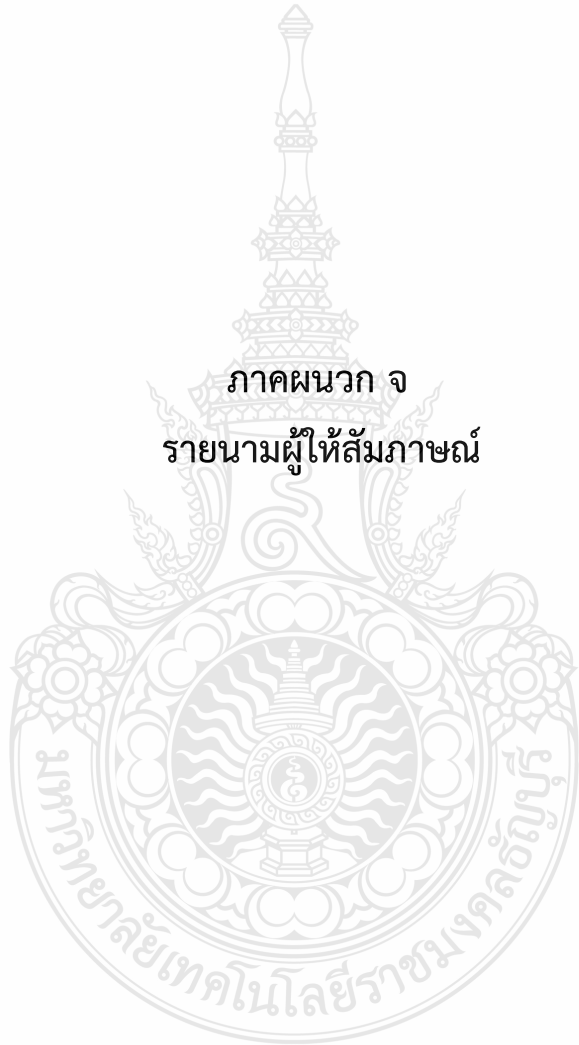 ภาคผนวก จ
รายนามผู้ให้สัมภาษณ์
มหาวิทยาลัยเทคโนโลยีราชมงคลธัญบุรี